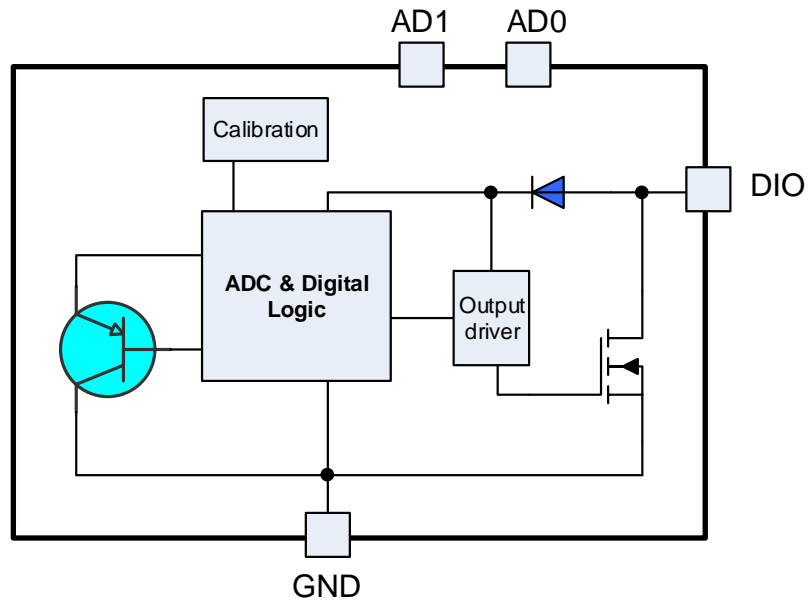 AD1 AD0
Calibration
DIO
ADC & Digital
Logic
Output
driver
GND